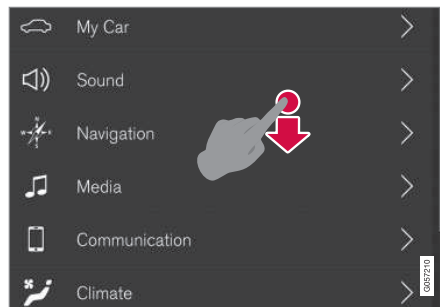 My Car
Sound
Navigation
Media
Communication
Climate
G057210